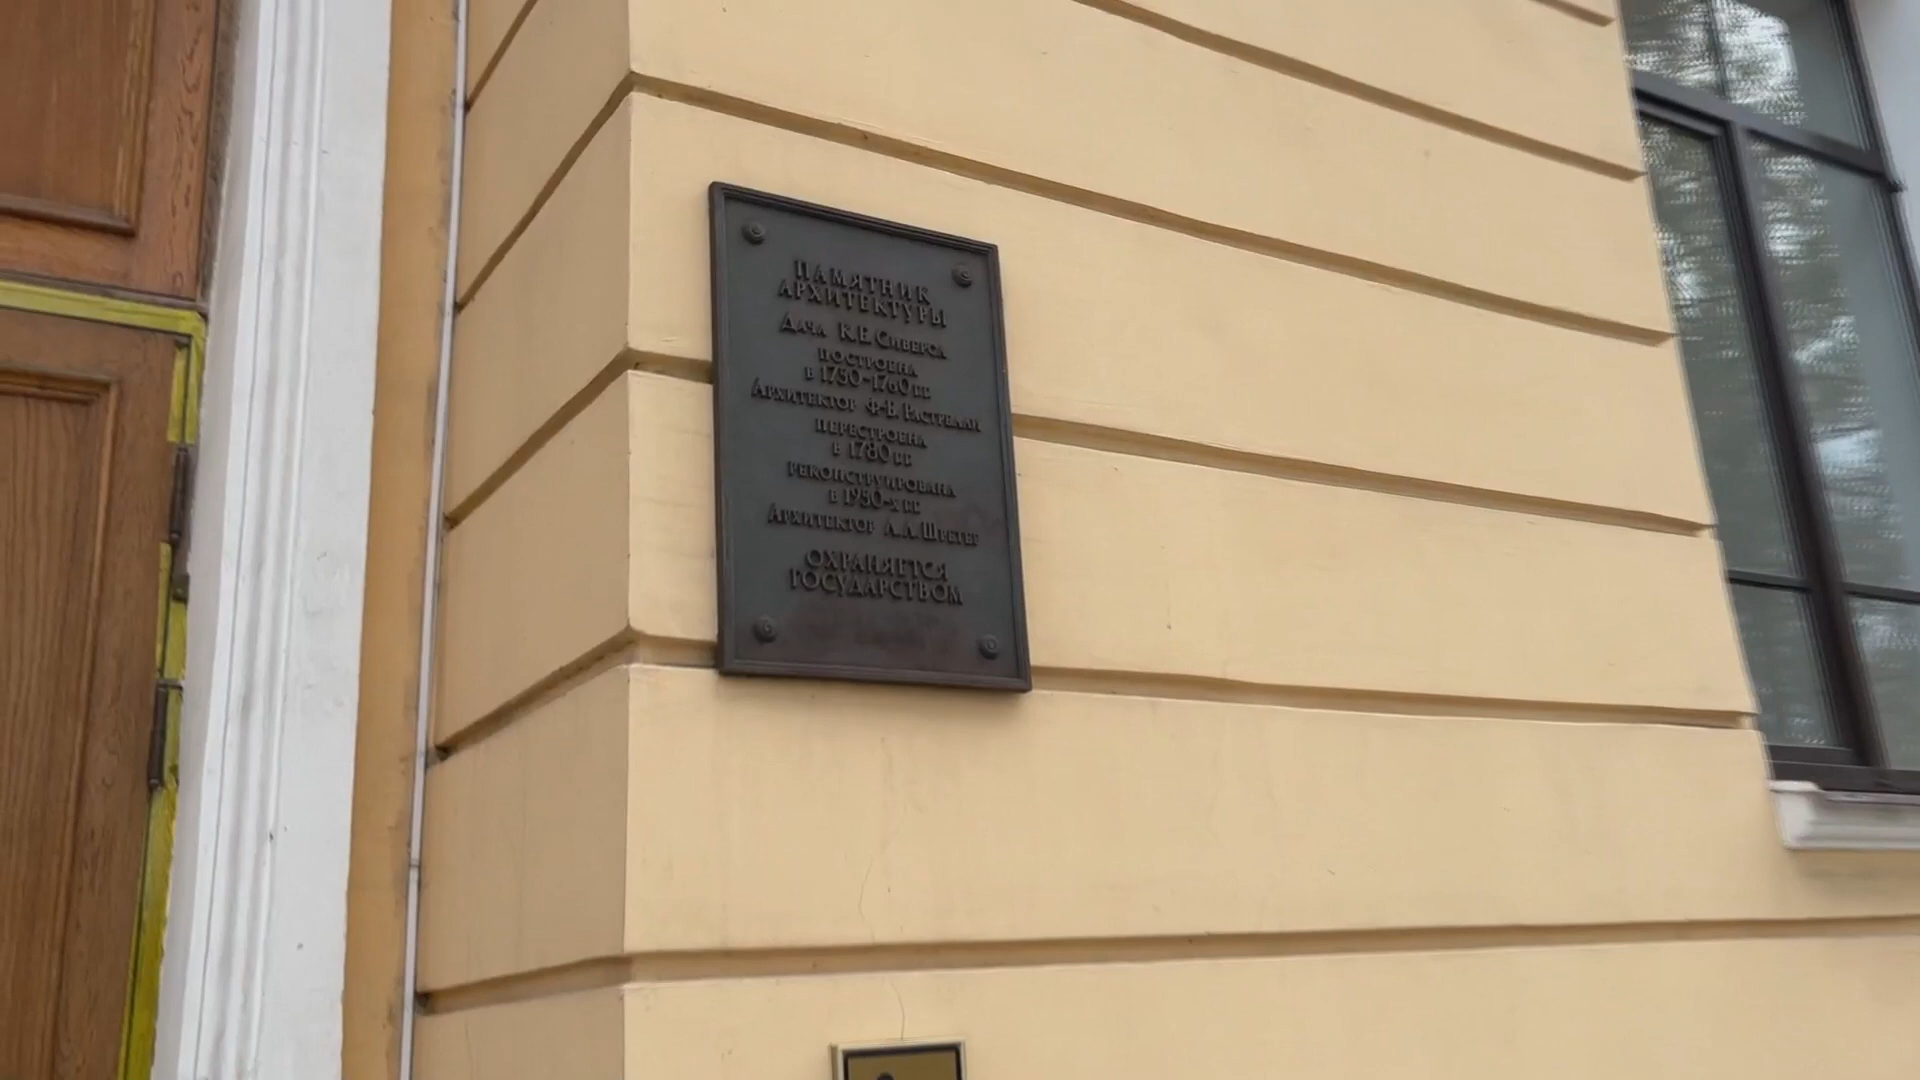 ПАМЯТНИК
АРХИТЕКТУРЫ
ДАЧА К.Е. СИВЕРСА
ПОСТРОЕНА
В 1750-1760 ГГ
АРХИТЕКТОР Ф-Б. РАСТРЕЛЛИ
ПЕРЕСТРОЕНА
В 1780 ГГ
РЕКОНСТРУИРОВАНА
В 1950-Х ГГ
АРХИТЕКТОР А.Л. ШРЕТЕР
ОХРАНЯЕТСЯ
ГОСУДАРСТВОМ